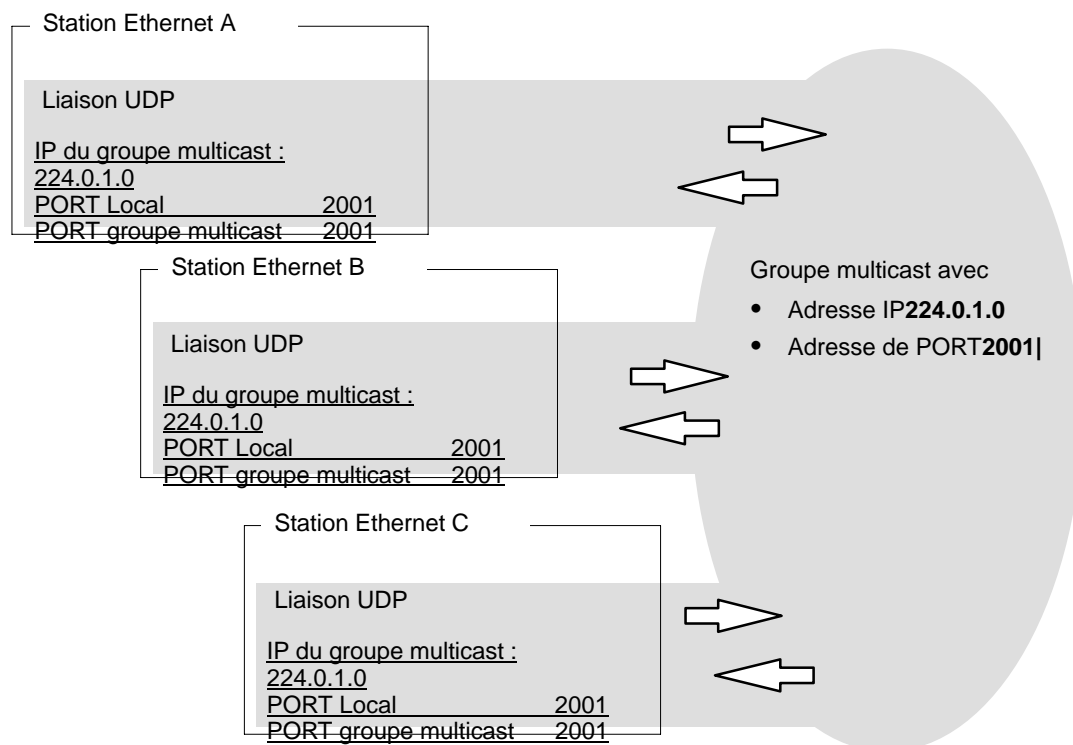 Station Ethernet A
Liaison UDP
IP du groupe multicast :
224.0.1.0
PORT Local 2001
PORT groupe multicast 2001
Station Ethernet B
Liaison UDP
IP du groupe multicast :
224.0.1.0
PORT Local 2001
PORT groupe multicast 2001
Groupe multicast avec
• Adresse IP224.0.1.0
• Adresse de PORT2001|
Station Ethernet C
Liaison UDP
IP du groupe multicast :
224.0.1.0
PORT Local 2001
PORT groupe multicast 2001